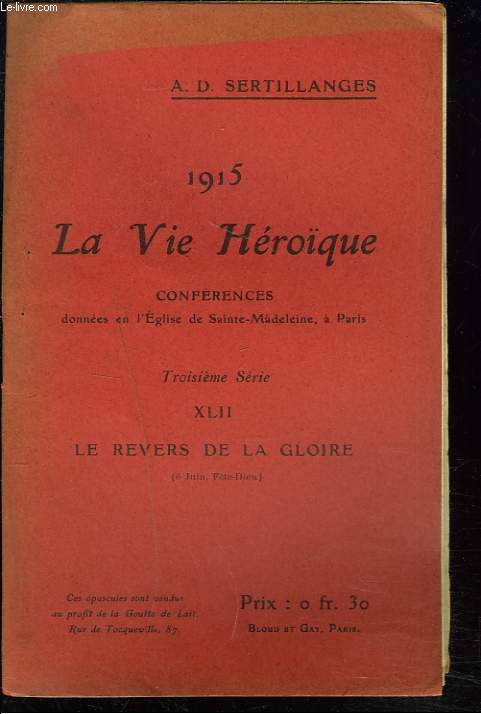 Le-livre.com
A. D. SERTILLANGES
1915
La Vie Héroïque
CONFÉRENCES
données en l'Église de Sainte-Madeleine, à Paris
Troisième Série
XLII
LE REVERS DE LA GLOIRE
(6 Juin, Fête-Dieu)
Ces opuscules sont vendus
au profit de la Goutte de Lait.
Rue de Tocqueville, 87.
Prix : 0 fr. 30
BLOUD ET GAY, PARIS.